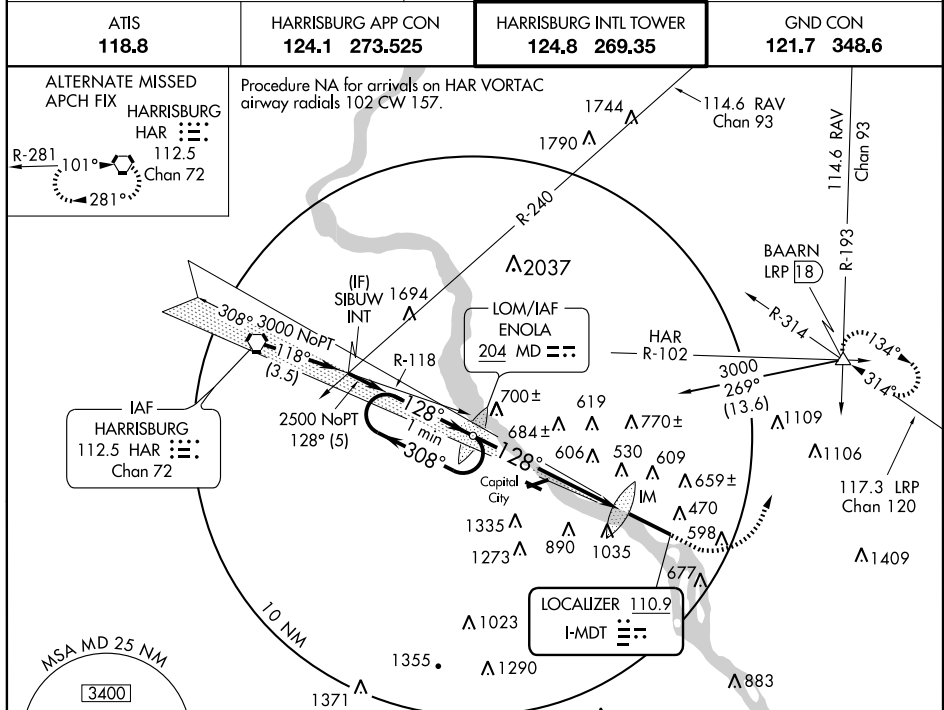 ATIS
118.8
HARRISBURG APP CON
124.1 273.525
HARRISBURG INTL TOWER
124.8 269.35
GND CON
121.7 348.6
ALTERNATE MISSED
APCH FIX
HARRISBURG
HAR
112.5
Chan 72
R-281
101°
281°
Procedure NA for arrivals on HAR VORTAC
airway radials 102 CW 157.
1744
1790
114.6 RAV
Chan 93
114.6 RAV
Chan 93
R-240
R-193
2037
BAARN
LRP 18
(IF)
SIBUW
INT
1694
LOM/IAF
ENOLA
204 MD
R-314
134°
314°
HAR
R-102
3000
269°
(13.6)
308° 3000 NoPT
118°
(3.5)
R-118
2500 NoPT
128° (5)
128°
1 min
308°
128°
IAF
HARRISBURG
112.5 HAR
Chan 72
700±
619
684±
770±
1109
606
530
609
1106
659±
Capital
City
IM
470
598
117.3 LRP
Chan 120
1335
1273
890
1035
1409
677
LOCALIZER 110.9
I-MDT
10 NM
1023
1355
1290
883
1371
MSA MD 25 NM
3400